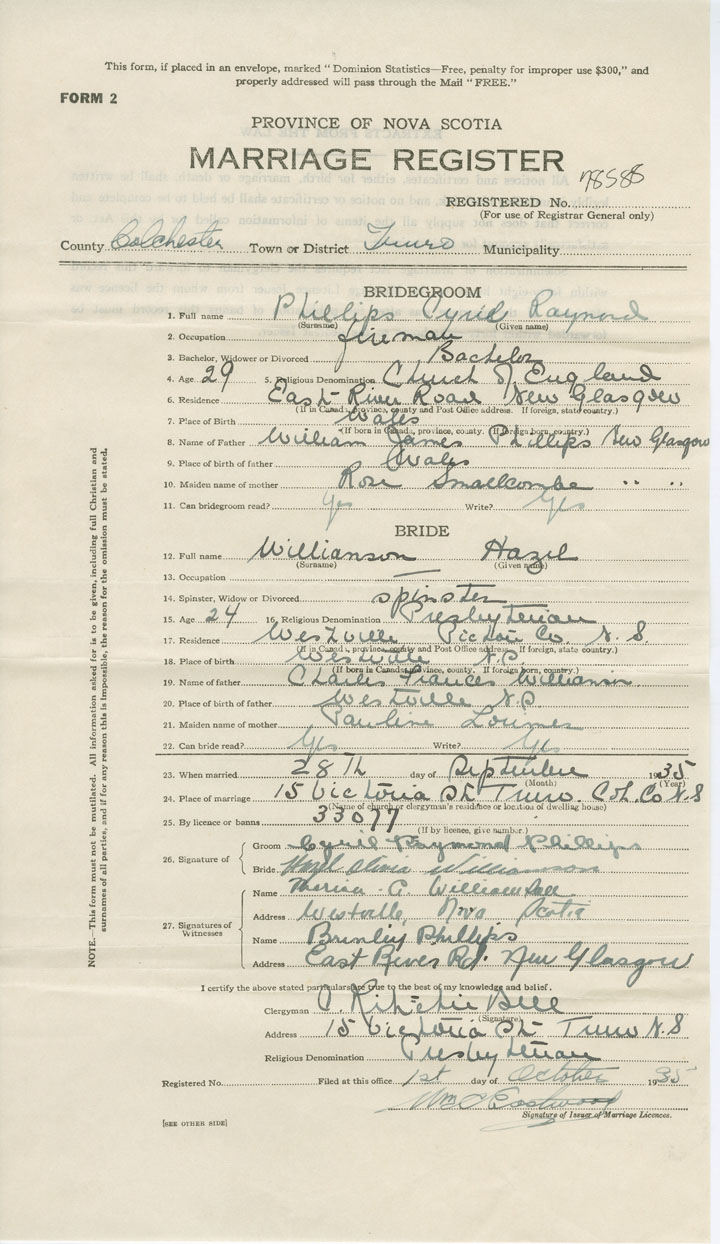 This form, if placed in an envelope, marked "Dominion Statistics—Free, penalty for improper use $300," and
properly addressed will pass through the Mail "FREE."
FORM 2
PROVINCE OF NOVA SCOTIA
MARRIAGE REGISTER
REGISTERED No.
(For use of Registrar General only)
County Colchester Town or District Truro Municipality
BRIDEGROOM
1. Full name Phillips Cyril Raymond
(Surname) (Given name)
2. Occupation fireman
3. Bachelor, Widower or Divorced Bachelor
4. Age 29 5. Religious Denomination Church of England
6. Residence East River Road New Glasgow
(If in Canada, province, county and Post Office address. If foreign, state country.)
7. Place of Birth Wales
(If born in Canada, province, county. If foreign born, country.)
8. Name of Father William James Phillips New Glasgow
9. Place of birth of father Wales
10. Maiden name of mother Rose Smallcombe " "
11. Can bridegroom read? Yes Write? Yes
BRIDE
12. Full name Williamson Hazel
(Surname) (Given name)
13. Occupation —
14. Spinster, Widow or Divorced spinster
15. Age 24 16. Religious Denomination Presbyterian
17. Residence Westville Pictou Co. N.S.
(If in Canada, province, county and Post Office address. If foreign, state country.)
18. Place of birth Westville N.S.
(If born in Canada, province, county. If foreign born, country.)
19. Name of father Charles Frances Williamson
20. Place of birth of father Westville N.S.
21. Maiden name of mother Pauline
22. Can bride read? Yes Write? Yes
23. When married 28th day of September 1935
(Month) (Year)
24. Place of marriage 15 Victoria St. Truro. Col. Co N.S
(Name of church or clergyman's residence or location of dwelling house)
25. By licence or banns 33077
(If by licence, give number.)
26. Signature of
Groom Cyril Raymond Phillips
Bride Hazel Olivia Williamson
27. Signatures of Witnesses
Name
Address Westville, Nova Scotia
Name Brinley Phillips
Address East River Rd. New Glasgow
I certify the above stated particulars are true to the best of my knowledge and belief.
Clergyman Ritchie Bell
(Signature)
Address 15 Victoria St Truro N.S
Religious Denomination Presbyterian
Registered No. Filed at this office 1st day of October 1935
Wm C Eastwood
Signature of Issuer of Marriage Licences.
[SEE OTHER SIDE]
NOTE.—This form must not be mutilated. All information asked for is to be given, including full Christian and
surnames of all parties, and if for any reason this is impossible, the reason for the omission must be stated.